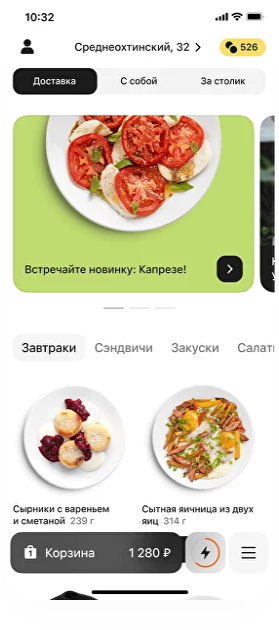 10:32
Среднеохтинский, 32
526
Доставка
С собой
За столик
Встречайте новинку: Капрезе!
Завтраки Сэндвичи Закуски Салаты
Сырники с вареньем
и сметаной 239 г
Сытная яичница из двух
яиц 314 г
1 Корзина 1 280 ₽